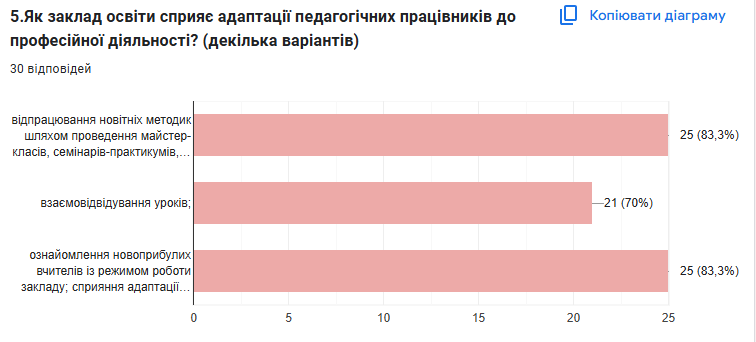 5.Як заклад освіти сприяє адаптації педагогічних працівників до
професійної діяльності? (декілька варіантів)
Копіювати діаграму
30 відповідей
відпрацювання новітніх методик
шляхом проведення майстер-
класів, семінарів-практикумів,…
25 (83,3%)
взаємовідвідування уроків;
21 (70%)
ознайомлення новоприбулих
вчителів із режимом роботи
закладу; сприяння адаптації…
25 (83,3%)
0 5 10 15 20 25